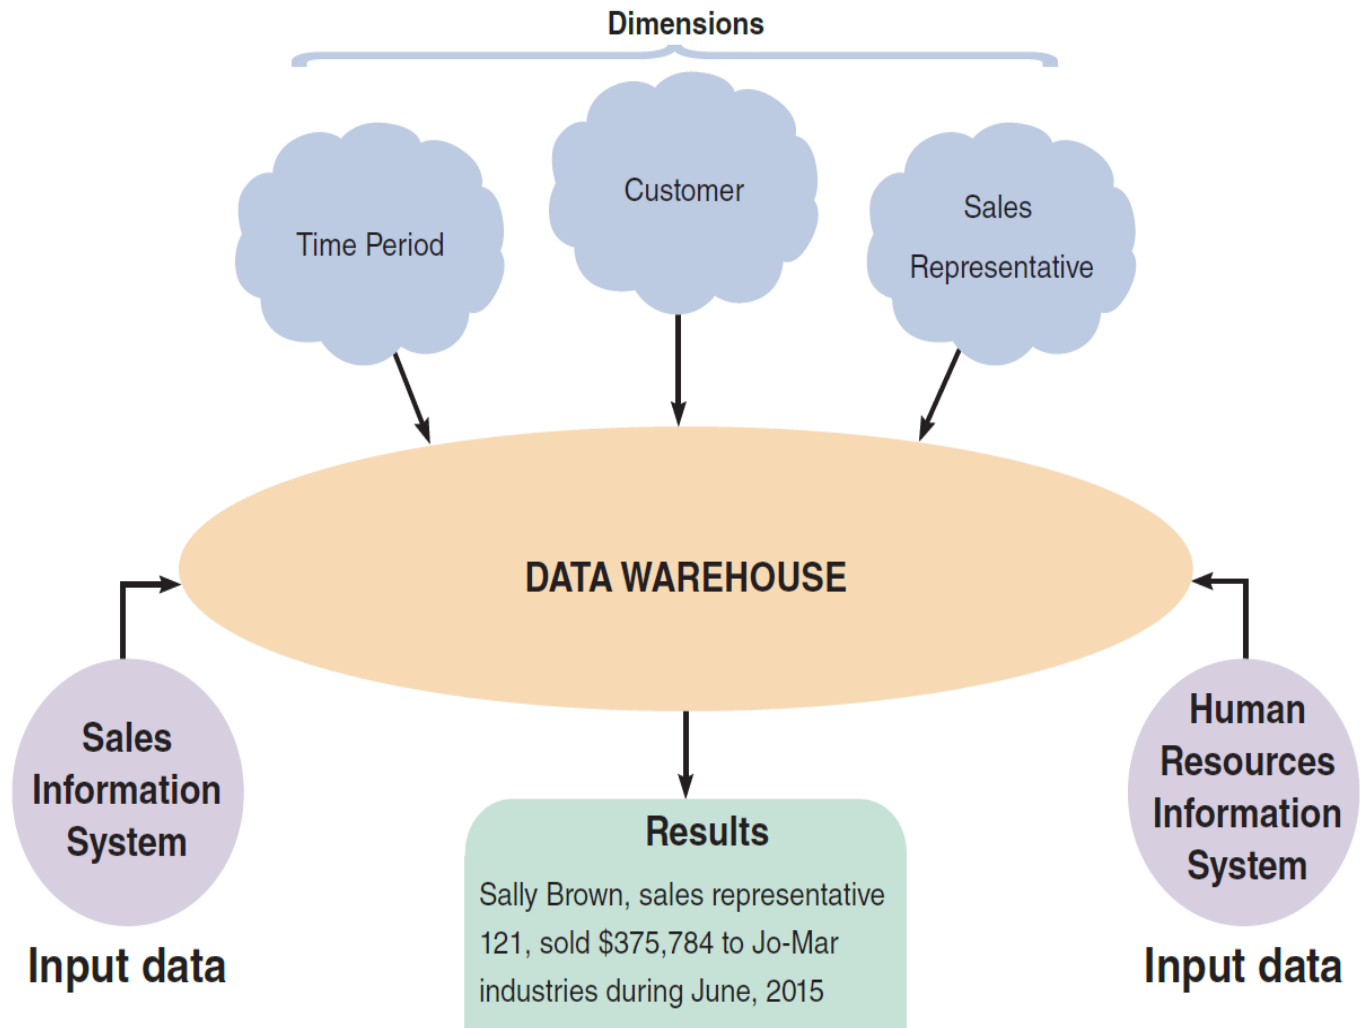 Dimensions
Time Period
Customer
Sales
Representative
DATA WAREHOUSE
Sales
Information
System
Input data
Results
Sally Brown, sales representative
121, sold $375,784 to Jo-Mar
industries during June, 2015
Human
Resources
Information
System
Input data